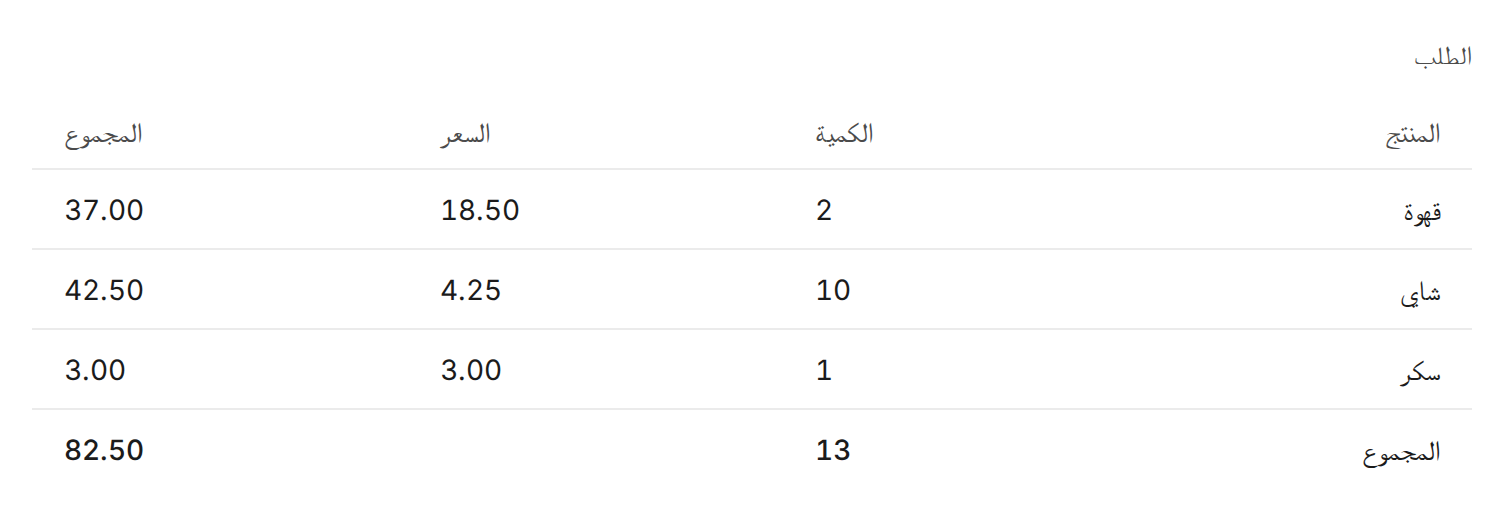 الطلب
المنتج الكمية السعر المجموع
قهوة 2 18.50 37.00
شاي 10 4.25 42.50
سكر 1 3.00 3.00
المجموع 13 82.50